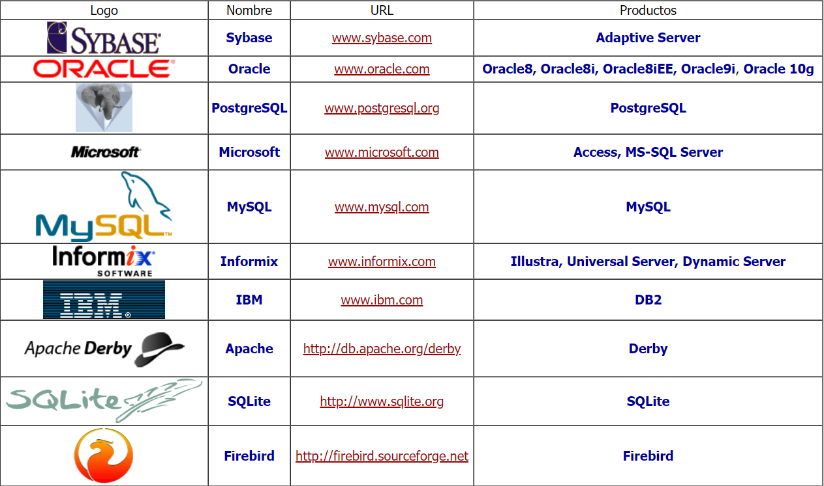 Logo Nombre URL Productos
SYBASE Sybase www.sybase.com Adaptive Server
ORACLE Oracle www.oracle.com Oracle8, Oracle8i, Oracle8iEE, Oracle9i, Oracle 10g
PostgreSQL www.postgresql.org PostgreSQL
Microsoft Microsoft www.microsoft.com Access, MS-SQL Server
MySQL™ MySQL www.mysql.com MySQL
Informix SOFTWARE Informix www.informix.com Illustra, Universal Server, Dynamic Server
IBM® IBM www.ibm.com DB2
Apache Derby Apache http://db.apache.org/derby Derby
SQLite SQLite http://www.sqlite.org SQLite
Firebird http://firebird.sourceforge.net Firebird